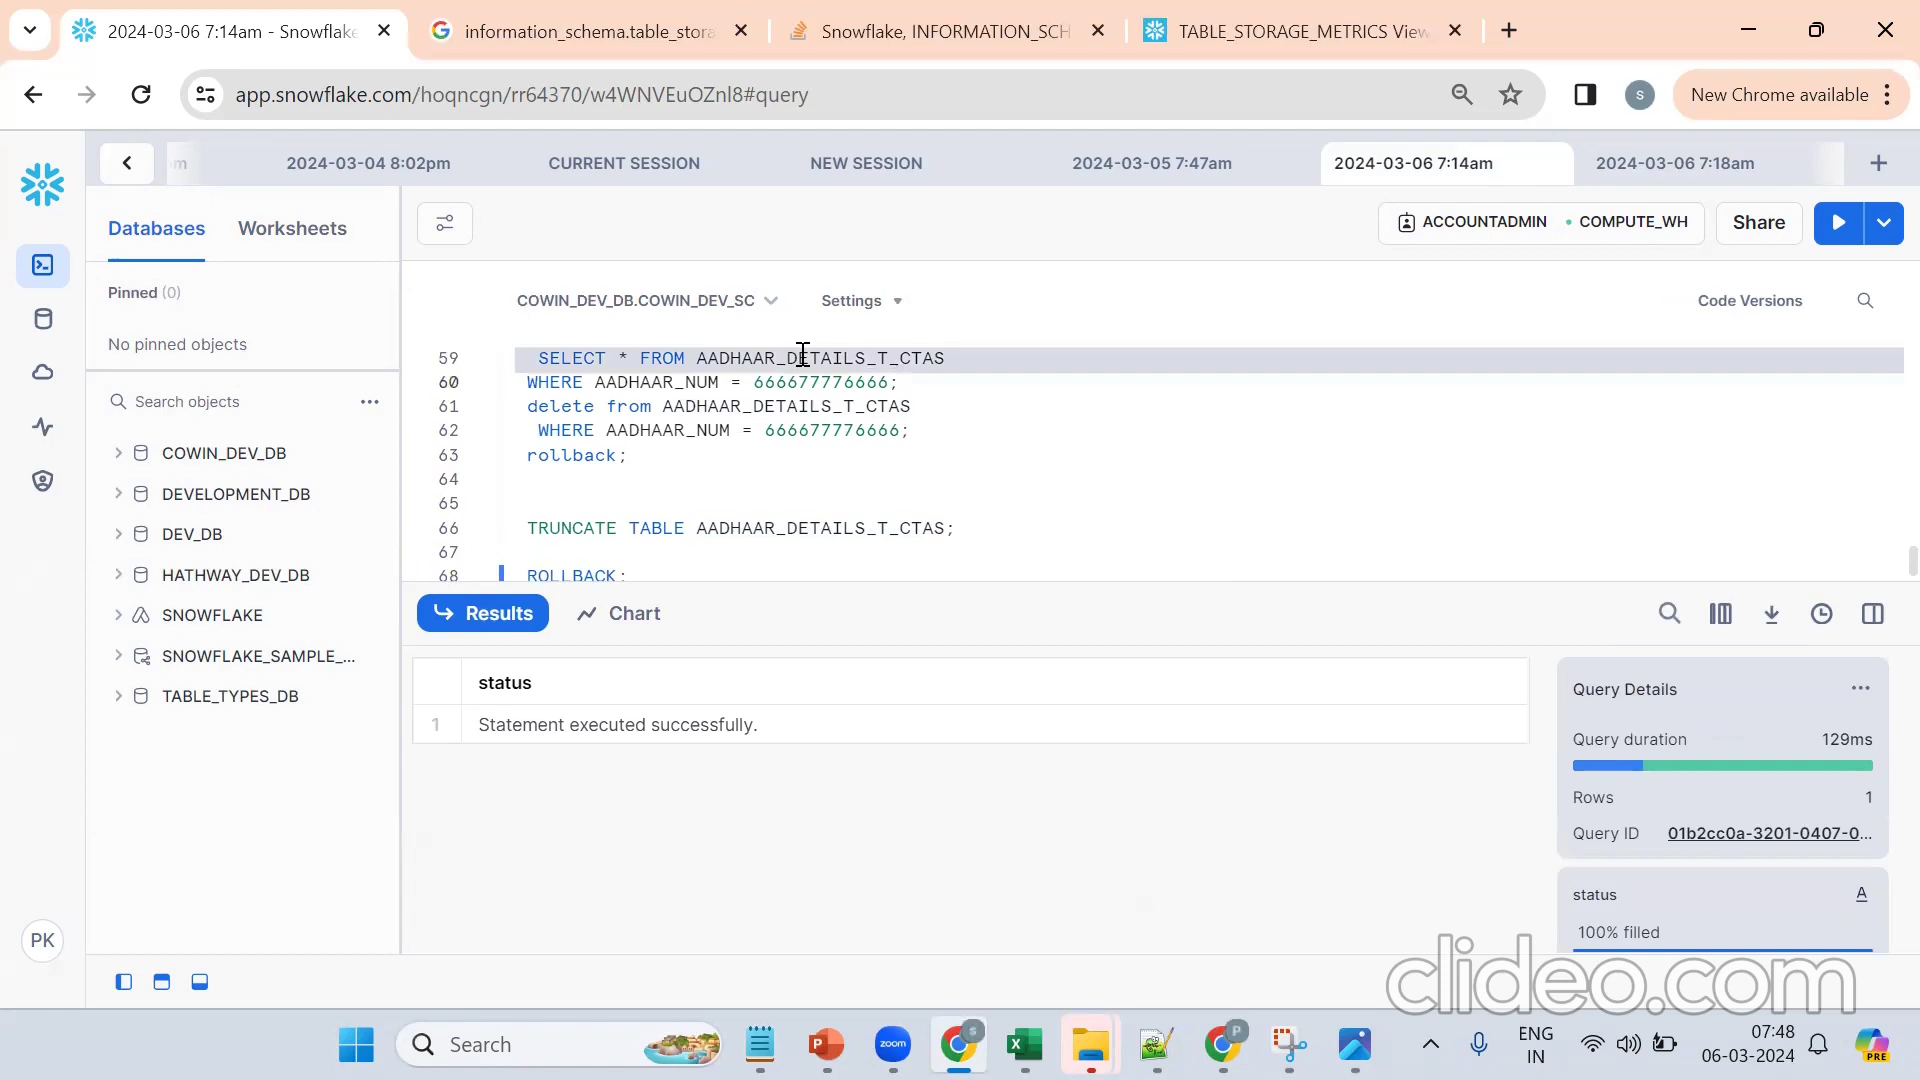 2024-03-06 7:14am - Snowflake
information_schema.table_stora
Snowflake, INFORMATION_SCH
TABLE_STORAGE_METRICS View
app.snowflake.com/hoqncgn/rr64370/w4WNVEuOZnl8#query
S
New Chrome available
m
2024-03-04 8:02pm
CURRENT SESSION
NEW SESSION
2024-03-05 7:47am
2024-03-06 7:14am
2024-03-06 7:18am
Databases
Worksheets
ACCOUNTADMIN
COMPUTE_WH
Share
Pinned (0)
No pinned objects
Search objects
COWIN_DEV_DB
DEVELOPMENT_DB
DEV_DB
HATHWAY_DEV_DB
SNOWFLAKE
SNOWFLAKE_SAMPLE_...
TABLE_TYPES_DB
PK
COWIN_DEV_DB.COWIN_DEV_SC
Settings
Code Versions
59 SELECT * FROM AADHAAR_DETAILS_T_CTAS
60 WHERE AADHAAR_NUM = 666677776666;
61 delete from AADHAAR_DETAILS_T_CTAS
62 WHERE AADHAAR_NUM = 666677776666;
63 rollback;
64
65
66 TRUNCATE TABLE AADHAAR_DETAILS_T_CTAS;
67
68 ROLLBACK;
Results
Chart
status
1 Statement executed successfully.
Query Details
Query duration 129ms
Rows 1
Query ID 01b2cc0a-3201-0407-0...
status A
100% filled
clideo.com
Search
P
zoom
S
X
P
ENG
IN
07:48
06-03-2024
PRE